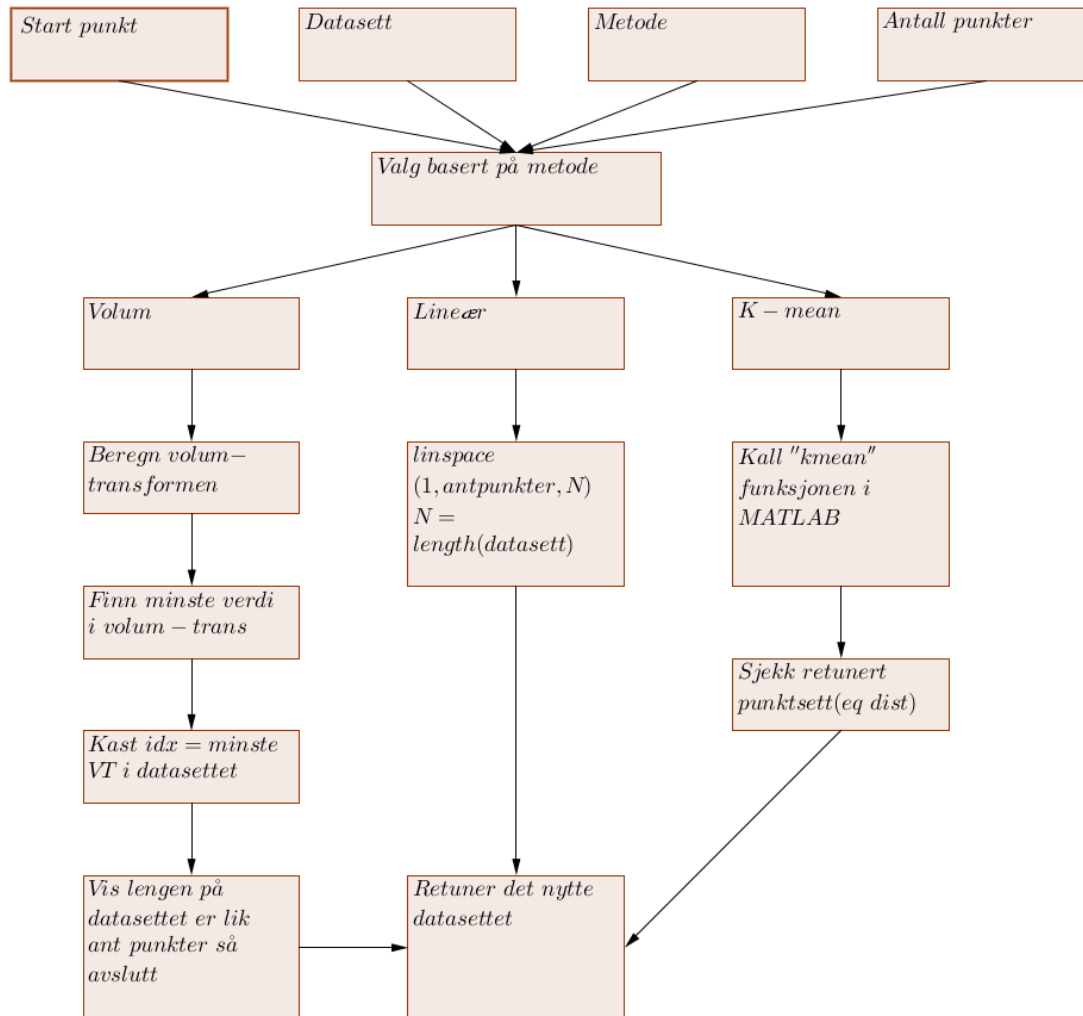 Start punkt
Datasett
Metode
Antall punkter
Valg basert på metode
Volum
Lineær
K − mean
Beregn volum−
transformen
linspace
(1, antpunkter, N)
N =
length(datasett)
Kall "kmean"
funksjonen i
MATLAB
Finn minste verdi
i volum − trans
Sjekk retunert
punktsett(eq dist)
Kast idx = minste
VT i datasettet
Vis lengen på
datasettet er lik
ant punkter så
avslutt
Retuner det nytte
datasettet